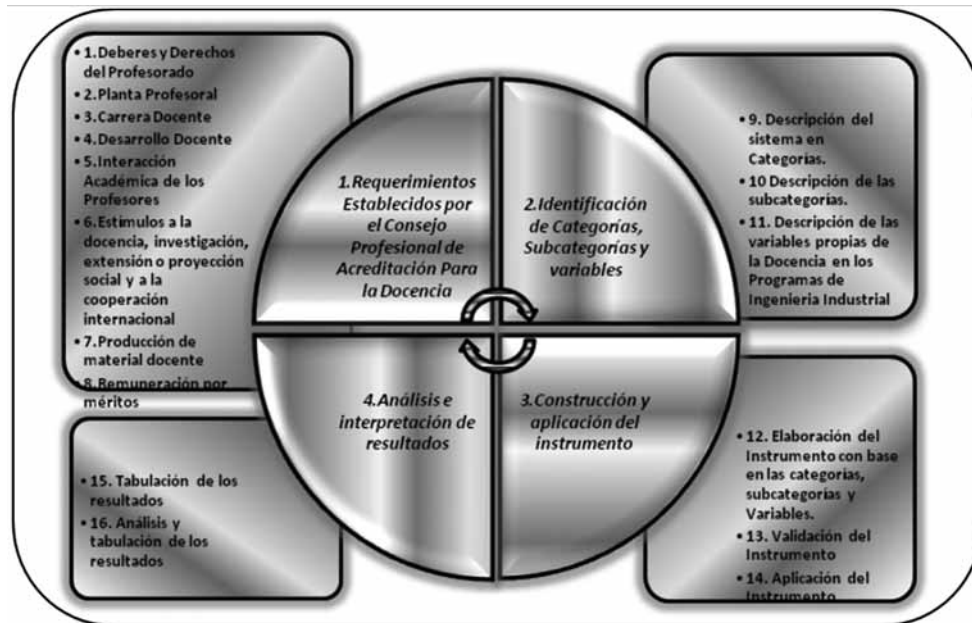 • 1.Deberes y Derechos
del Profesorado
• 2.Planta Profesoral
• 3.Carrera Docente
• 4.Desarrollo Docente
• 5.Interacción
Académica de los
Profesores
• 6.Estímulos a la
docencia, investigación,
extensión o proyección
social y a la
cooperación
internacional
• 7.Producción de
material docente
• 8.Remuneración por
méritos
1.Requerimientos
Establecidos por
el Consejo
Profesional de
Acreditación Para
la Docencia
2.Identificación
de Categorías,
Subcategorías y
variables
• 9. Descripción del
sistema en
Categorías.
• 10 Descripción de las
subcategorías.
• 11. Descripción de las
variables propias de
la Docencia en los
Programas de
Ingenieria Industrial
4.Análisis e
interpretación de
resultados
3.Construcción y
aplicación del
instrumento
• 15. Tabulación de los
resultados
• 16. Análisis y
tabulación de los
resultados
• 12. Elaboración del
Instrumento con base
en las categorías,
subcategorías y
Variables.
• 13. Validación del
Instrumento
• 14. Aplicación del
Instrumento